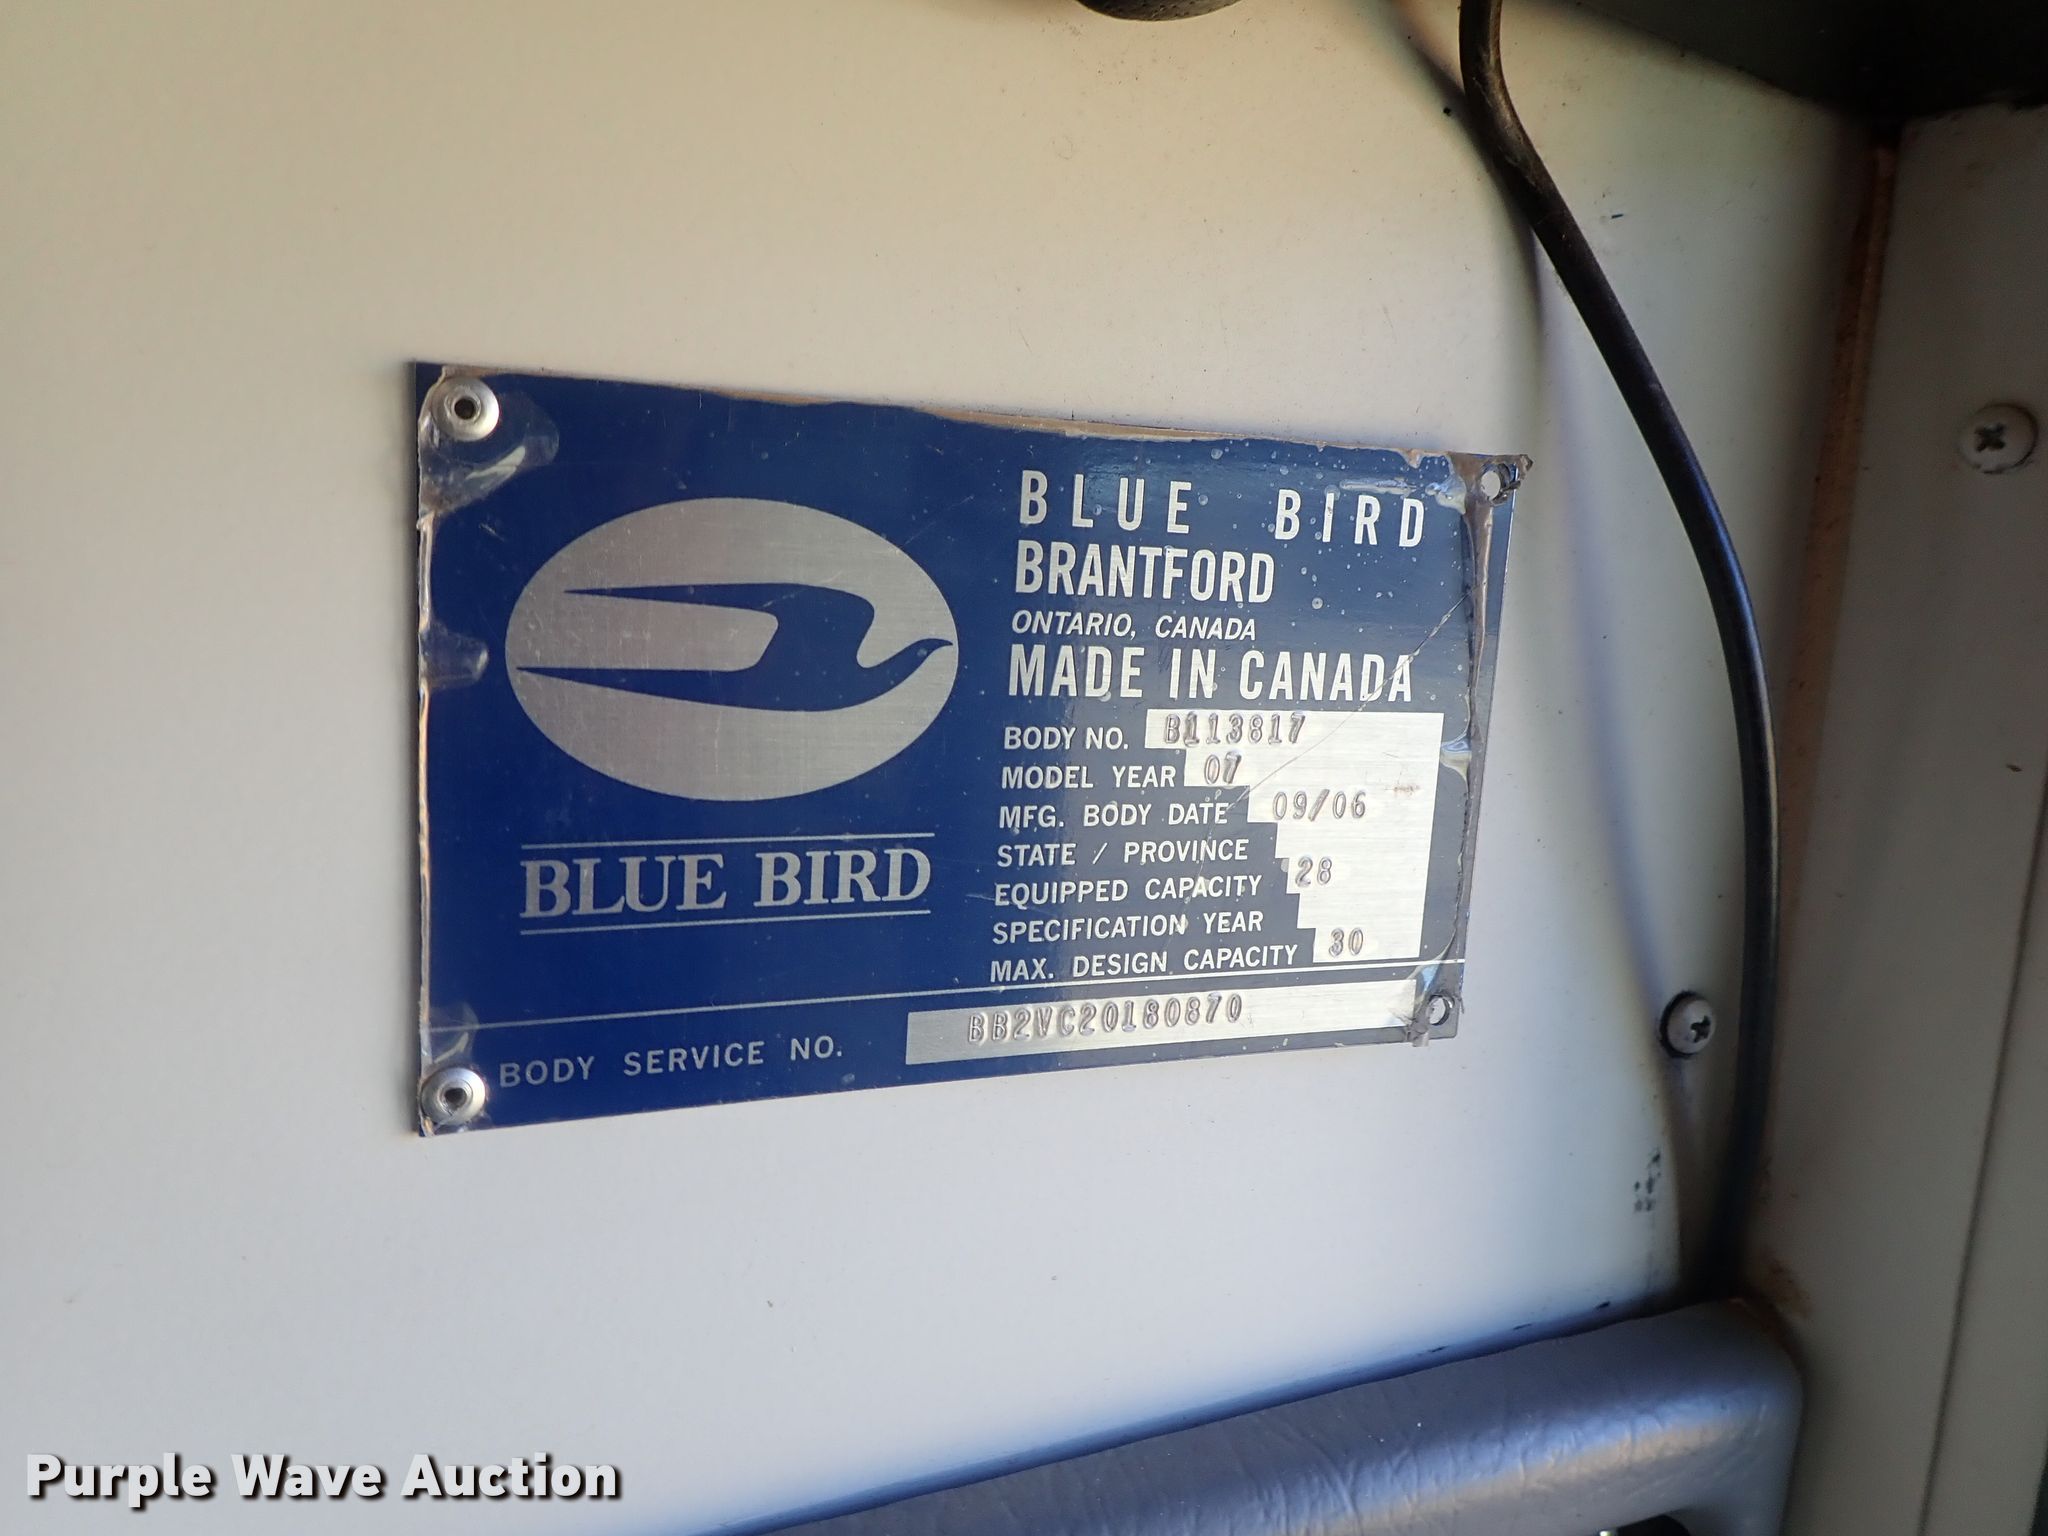 BLUE BIRD
BRANTFORD
ONTARIO, CANADA
MADE IN CANADA
BODY NO. B113817
MODEL YEAR 07
MFG. BODY DATE 09/06
STATE / PROVINCE
EQUIPPED CAPACITY 28
SPECIFICATION YEAR
MAX. DESIGN CAPACITY 30
BLUE BIRD
BODY SERVICE NO. BB2VC20180870
Purple Wave Auction